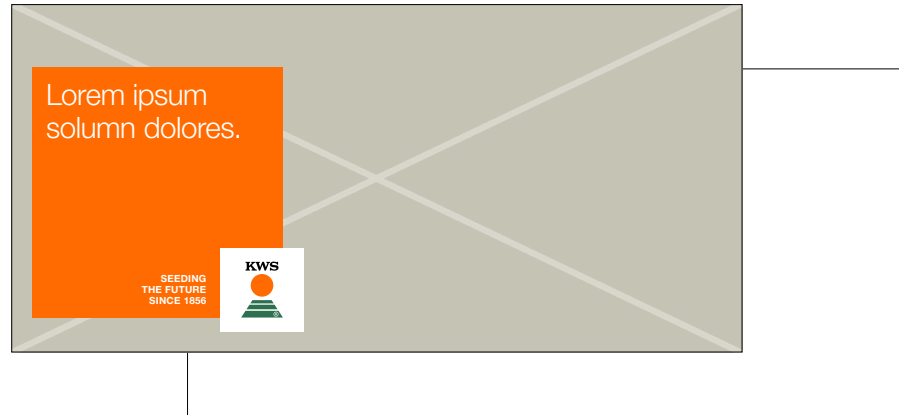 Lorem ipsum
solumn dolores.
SEEDING
THE FUTURE
SINCE 1856
KWS
®